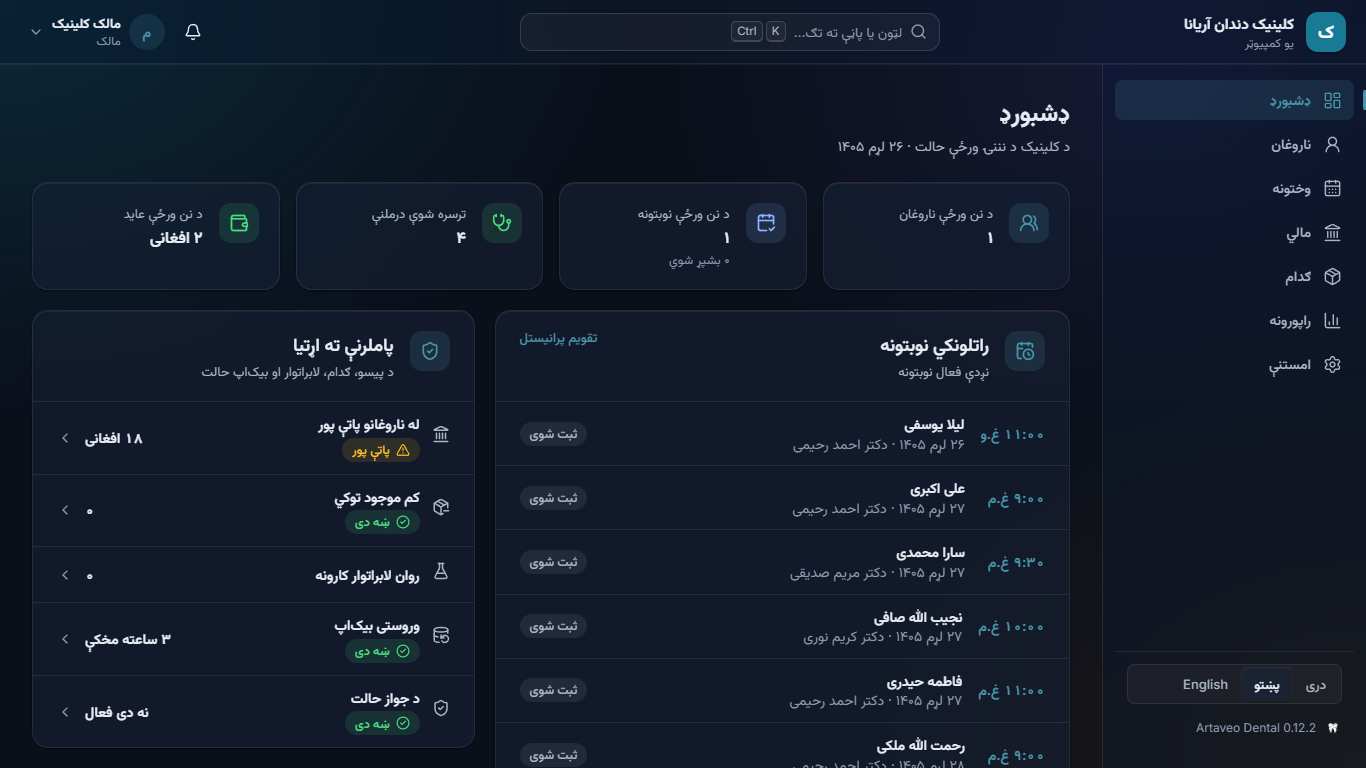 کلینیک دندان آریانا
یو کمپیوټر
ک
لټون یا پاڼې ته تګ...
Ctrl K
مالک کلینیک
مالک
م
ډشبورډ
ناروغان
وختونه
مالي
ګدام
راپورونه
امستنې
دری
پښتو
English
Artaveo Dental 0.12.2
ډشبورډ
د کلینیک د نننۍ ورځې حالت · ۲۶ لړم ۱۴۰۵
د نن ورځې ناروغان
۱
د نن ورځې نوبتونه
۱
۰ بشپړ شوي
ترسره شوې درملنې
۴
د نن ورځې عاید
۲ افغانی
راتلونکي نوبتونه
نږدې فعال نوبتونه
تقویم پرانیستل
۱۱:۰۰ غ.و
لیلا یوسفی
۲۶ لړم ۱۴۰۵ · دکتر احمد رحیمی
ثبت شوی
۹:۰۰ غ.م
علی اکبری
۲۷ لړم ۱۴۰۵ · دکتر احمد رحیمی
ثبت شوی
۹:۳۰ غ.م
سارا محمدی
۲۷ لړم ۱۴۰۵ · دکتر مریم صدیقی
ثبت شوی
۱۰:۰۰ غ.م
نجیب الله صافی
۲۷ لړم ۱۴۰۵ · دکتر کریم نوری
ثبت شوی
۱۱:۰۰ غ.م
فاطمه حیدری
۲۷ لړم ۱۴۰۵ · دکتر احمد رحیمی
ثبت شوی
۹:۰۰ غ.م
رحمت الله ملکی
۲۸ لړم ۱۴۰۵ · دکتر احمد رحیمی
ثبت شوی
پاملرنې ته اړتیا
د پیسو، ګدام، لابراتوار او بیک‌اپ حالت
له ناروغانو پاتې پور
پاتې پور
۱۸ افغانی
کم موجود توکي
ښه دی
۰
روان لابراتوار کارونه
۰
وروستی بیک‌اپ
ښه دی
۳ ساعته مخکې
د جواز حالت
ښه دی
نه دی فعال